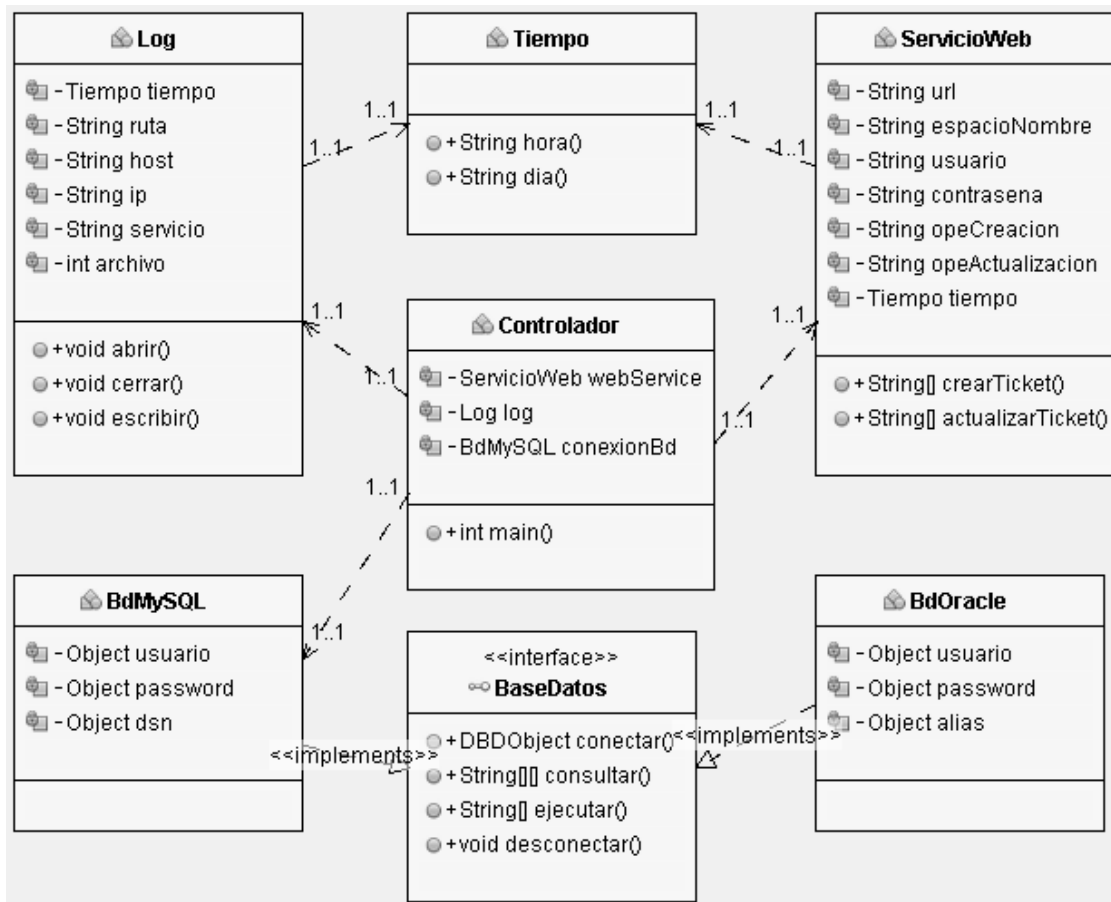 Log
- Tiempo tiempo
- String ruta
- String host
- String ip
- String servicio
- int archivo
+void abrir()
+void cerrar()
+void escribir()
Tiempo
+ String hora()
+ String dia()
ServicioWeb
- String url
- String espacioNombre
- String usuario
- String contrasena
- String opeCreacion
- String opeActualizacion
- Tiempo tiempo
+ String[] crearTicket()
+ String[] actualizarTicket()
1..1
1..1
1..1
1..1
Controlador
- ServicioWeb webService
- Log log
- BdMySQL conexionBd
+ int main()
1..1
1..1
1..1
1..1
1..1
1..1
BdMySQL
- Object usuario
- Object password
- Object dsn
<<implements>>
<<interface>>
BaseDatos
+ DBDObject conectar()
+ String[][] consultar()
+ String[] ejecutar()
+void desconectar()
<<implements>>
BdOracle
- Object usuario
- Object password
- Object alias